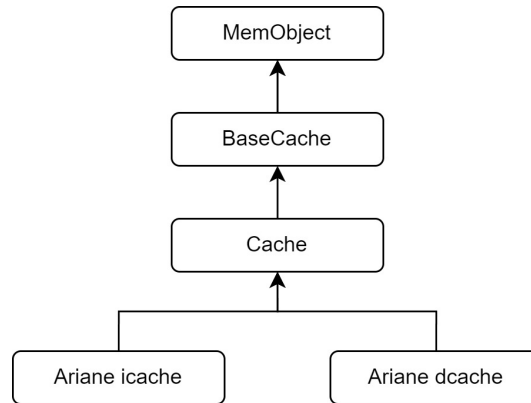 MemObject
BaseCache
Cache
Ariane icache
Ariane dcache